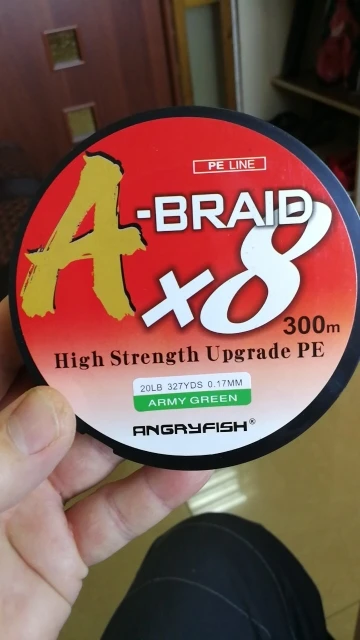 PE LINE
A-BRAID
x8
300m
High Strength Upgrade PE
20LB 327YDS 0.17MM
ARMY GREEN
ANGRYFISH®